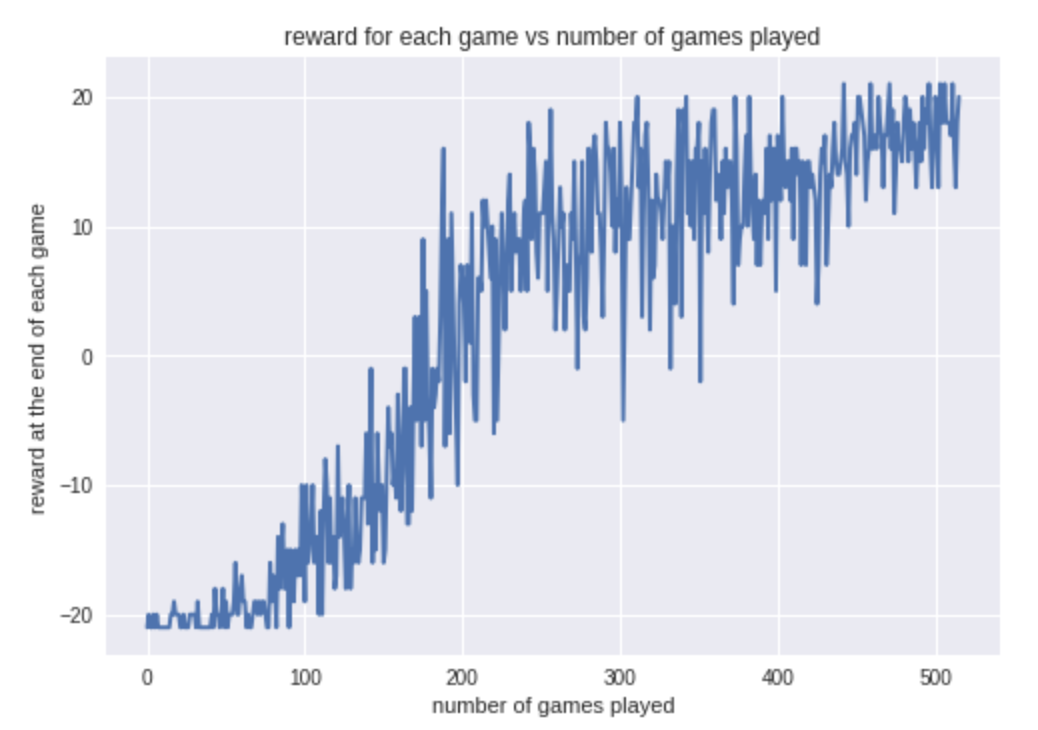 reward for each game vs number of games played
reward at the end of each game
20
10
0
−10
−20
0 100 200 300 400 500
number of games played